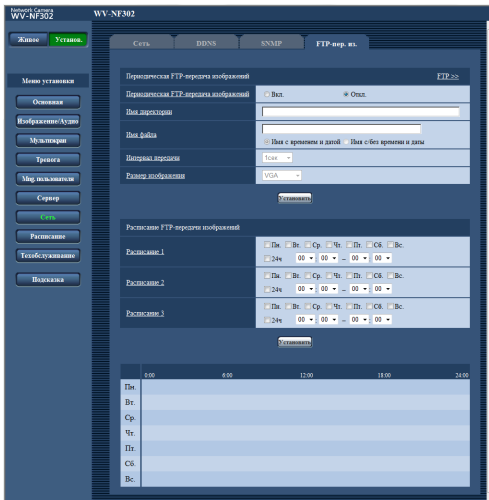 Network Camera
WV-NF302
WV-NF302
Живое Установ.
Сеть DDNS SNMP FTP-пер. из.
Меню установки
Основная
Изображение/Аудио
Мультиэкран
Тревога
Mng. пользователя
Сервер
Сеть
Расписание
Техобслуживание
Подсказка
Периодическая FTP-передача изображений FTP >>
Периодическая FTP-передача изображений Вкл. Откл.
Имя директории
Имя файла
Имя с временем и датой Имя с/без времени и даты
Интервал передачи 1сек
Размер изображения VGA
Установить
Расписание FTP-передачи изображений
Расписание 1 Пн. Вт. Ср. Чт. Пт. Сб. Вс.
24ч 00 00 – 00 00
Расписание 2 Пн. Вт. Ср. Чт. Пт. Сб. Вс.
24ч 00 00 – 00 00
Расписание 3 Пн. Вт. Ср. Чт. Пт. Сб. Вс.
24ч 00 00 – 00 00
Установить
0:00 6:00 12:00 18:00 24:00
Пн.
Вт.
Ср.
Чт.
Пт.
Сб.
Вс.